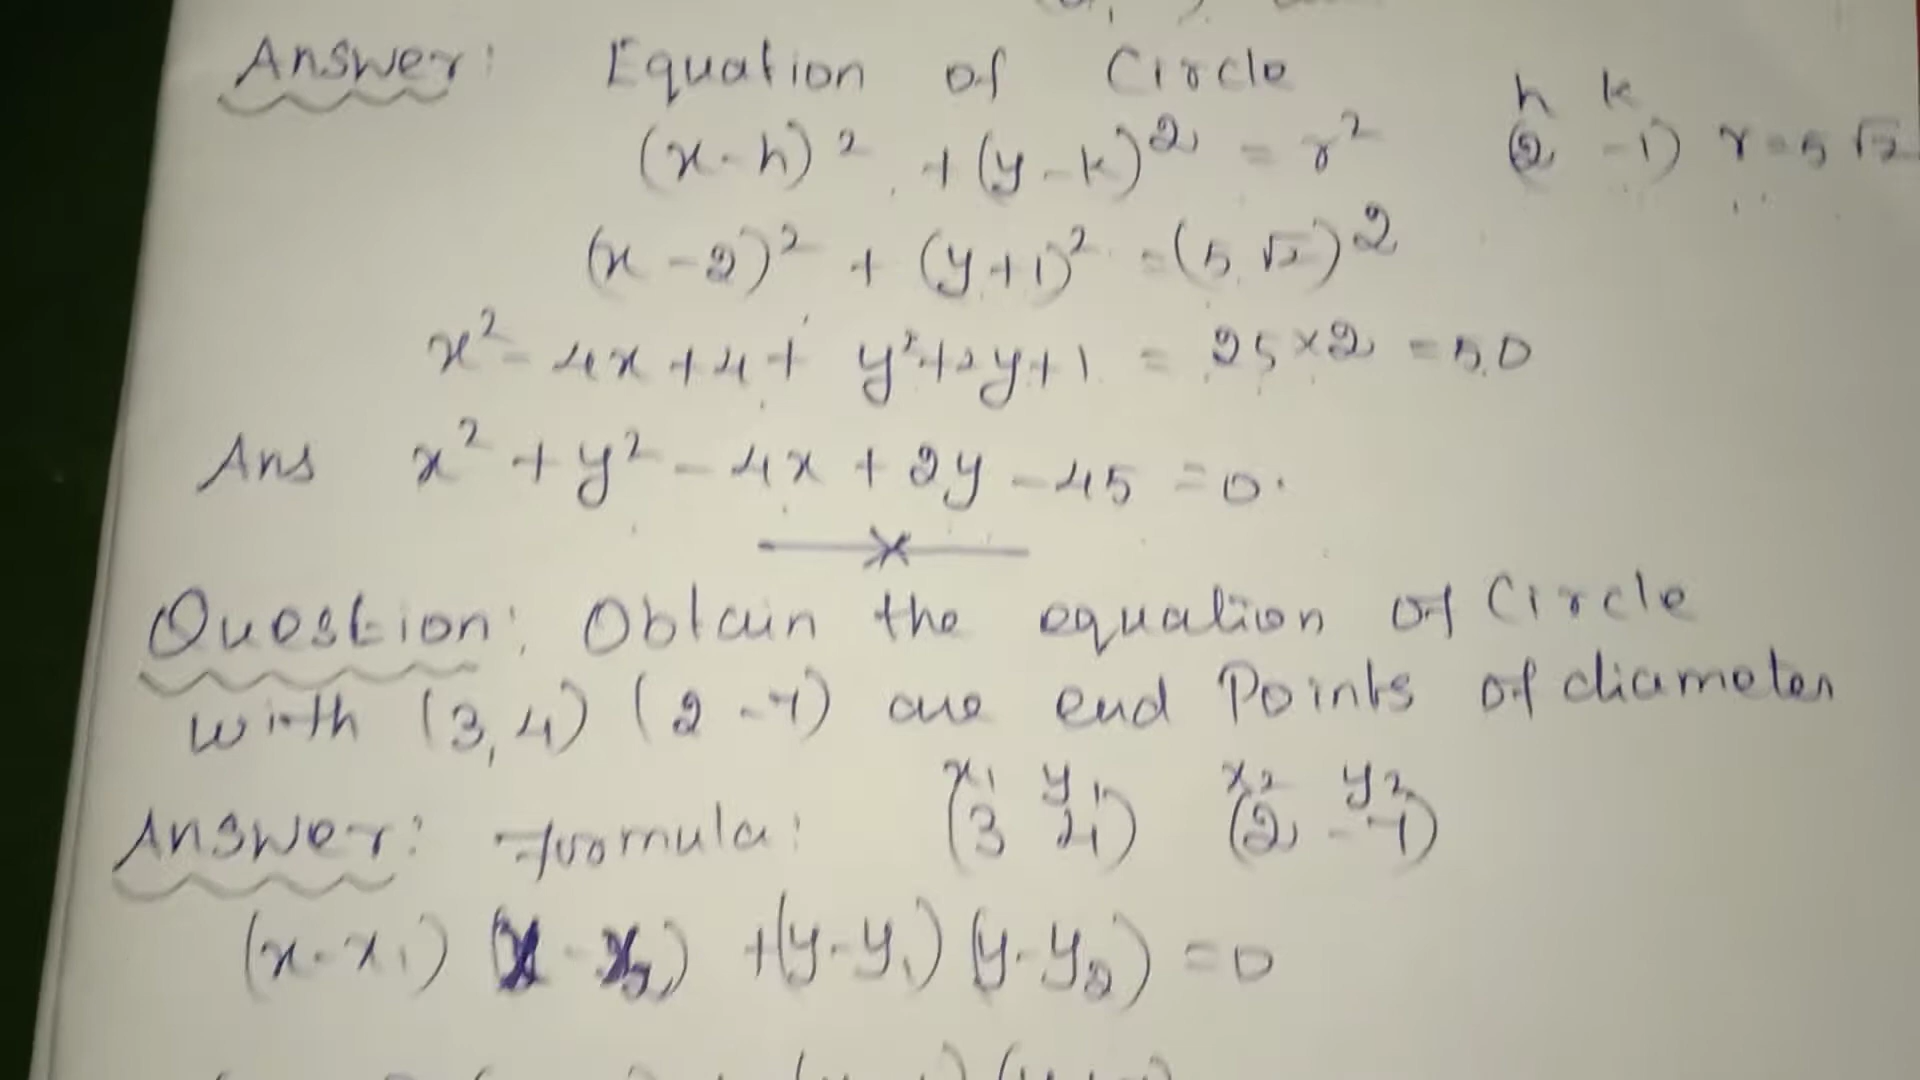 Answer: Equation of Circle
h k
(x-h)² + (y-k)² = r² (2 -1) r=5√2
(x-2)² + (y+1)² = (5√2)²
x² - 4x + 4 + y² + 2y + 1 = 25×2 = 50
Ans x² + y² - 4x + 2y - 45 = 0.
Question: Obtain the equation of Circle
with (3,4) (2 -7) are end Points of diameter
x₁ y₁ x₂ y₂
Answer: Formula: (3 4) (2 -7)
(x-x₁) (x-x₂) + (y-y₁) (y-y₂) = 0